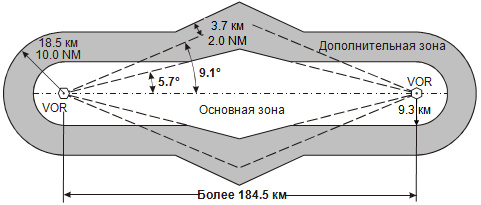 3.7 км
2.0 NM
18.5 км
10.0 NM
Дополнительная зона
9.1°
5.7°
VOR
VOR
Основная зона
9.3 км
Более 184.5 км